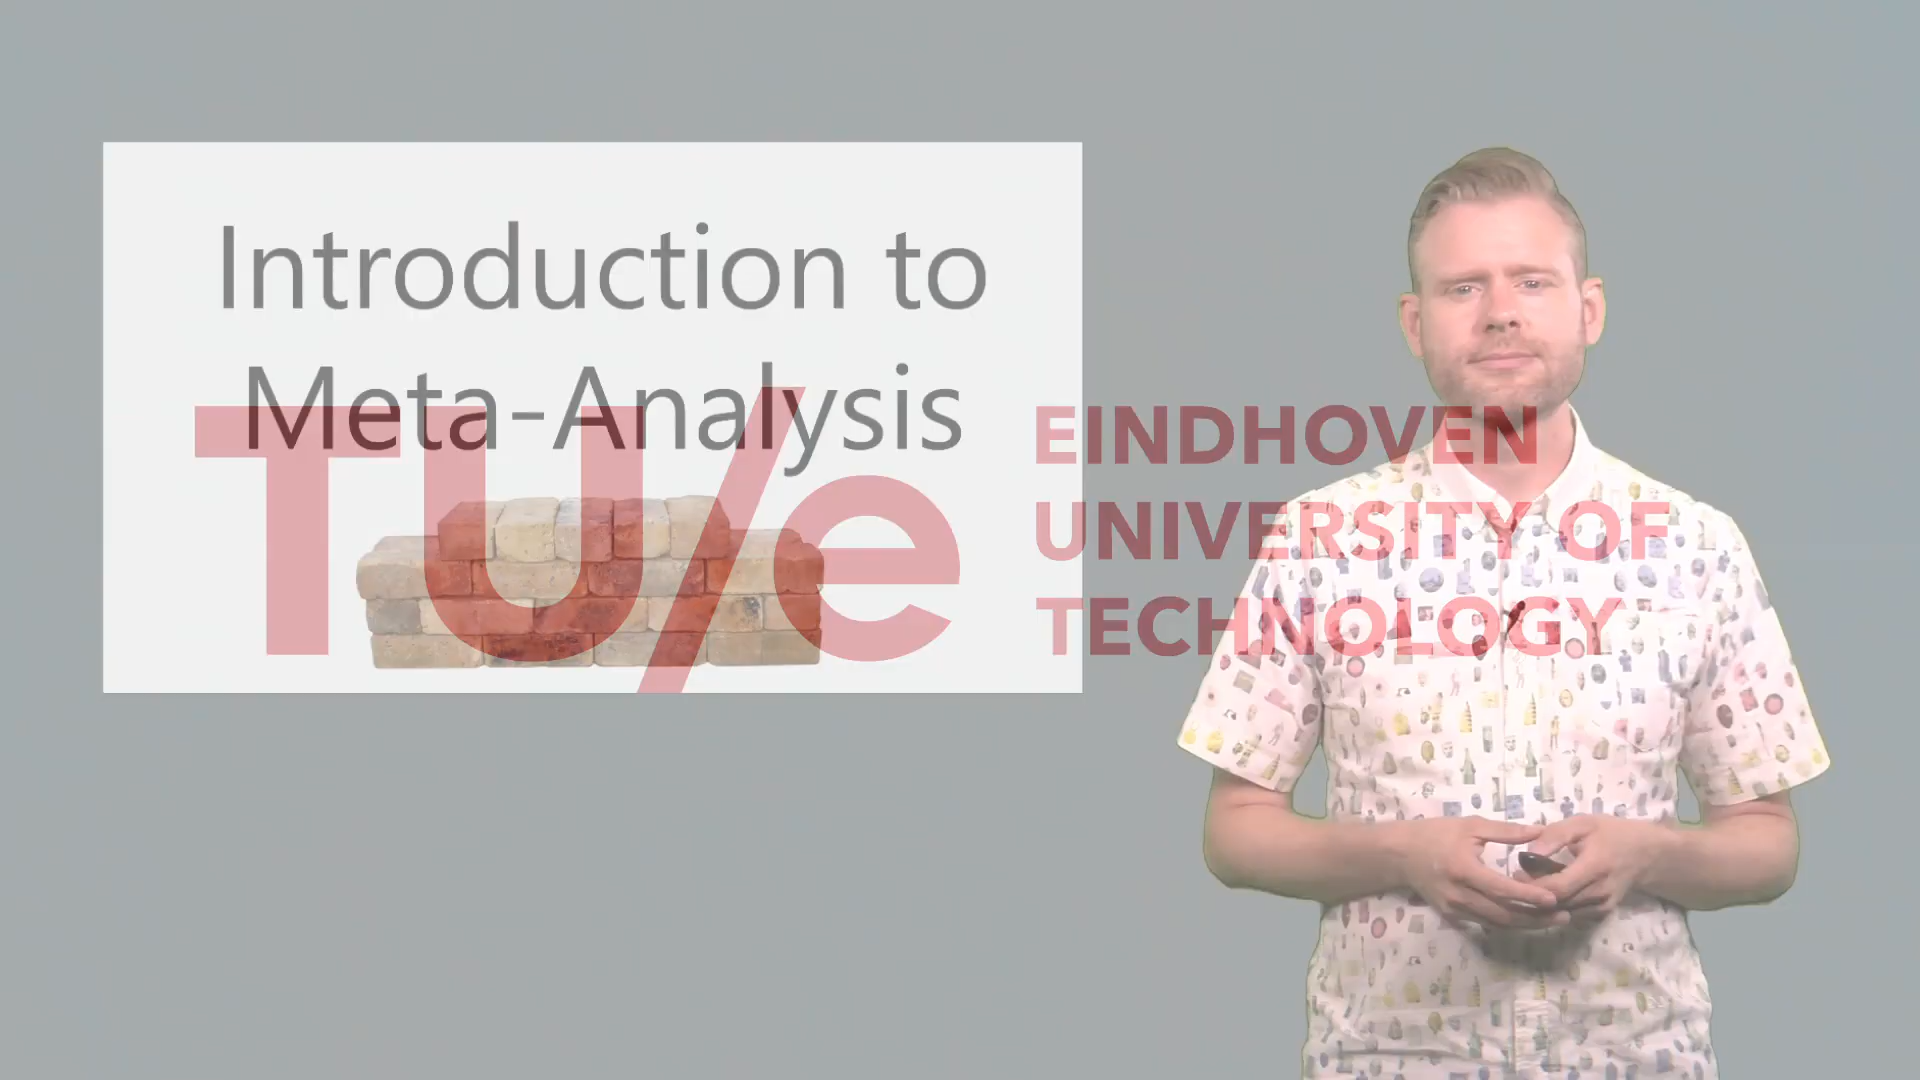 Introduction to
Meta-Analysis
TU/e
EINDHOVEN
UNIVERSITY OF
TECHNOLOGY